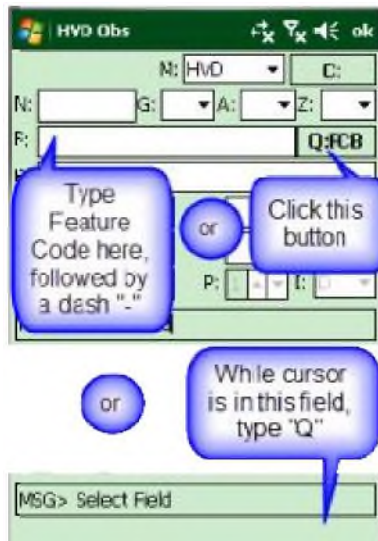 HVD Obs ok
M: HVD C:
N: G: A: Z:
F: Q:FCB
Type
Feature
Code here,
followed by
a dash "-"
or
Click this
button
P: I:
or
While cursor
is in this field,
type "Q"
MSG> Select Field